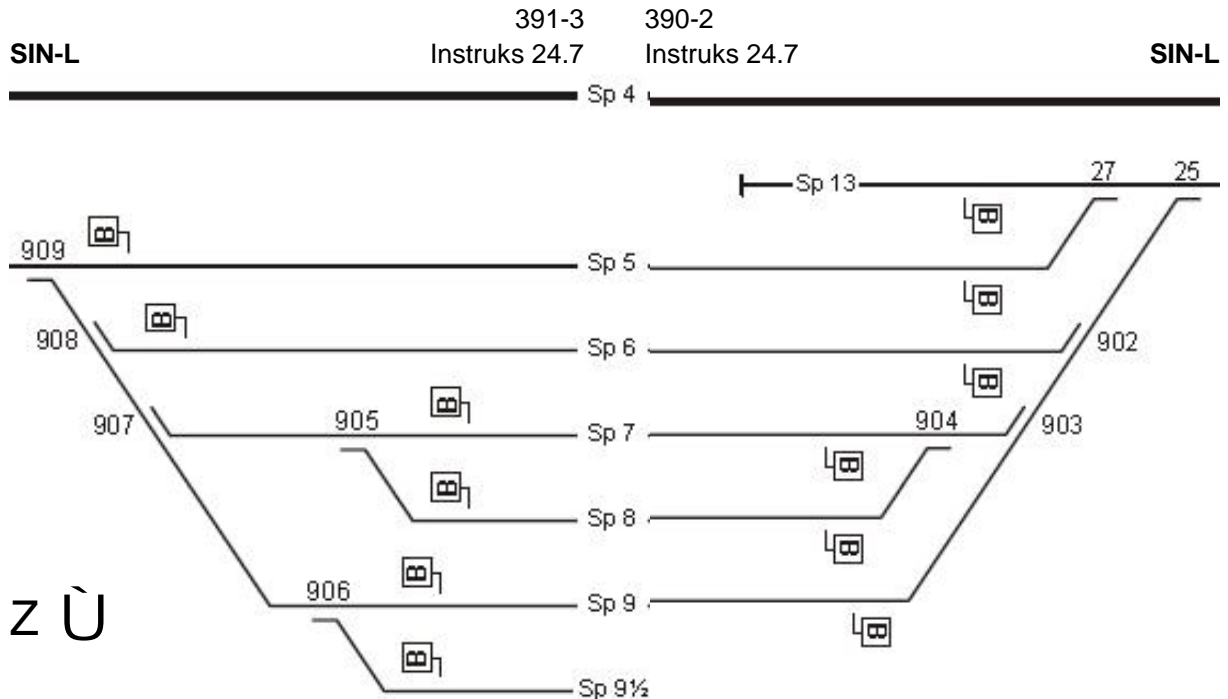 391-3 390-2
SIN-L Instruks 24.7 Instruks 24.7 SIN-L
Sp 4
Sp 13 27 25
B B
909 Sp 5
B B
908 Sp 6 902
B B
907 905 Sp 7 904 903
B B
Sp 8
B B
906 Sp 9
Z Ù
B B
Sp 9½